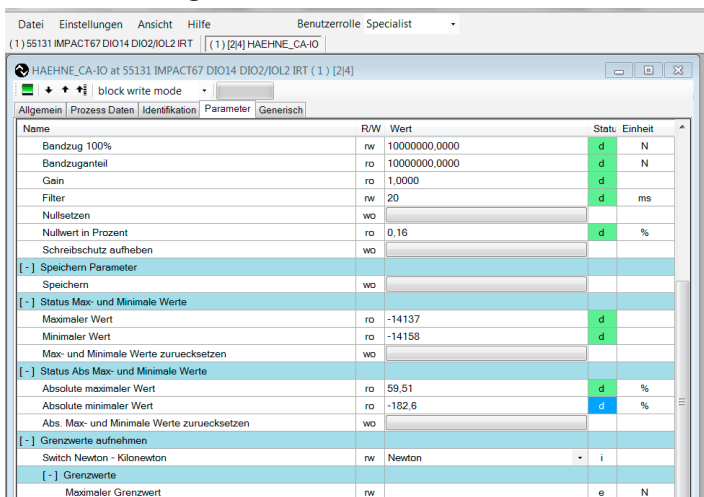 Datei Einstellungen Ansicht Hilfe Benutzerrolle Specialist
( 1 ) 55131 IMPACT67 DIO14 DIO2/IOL2 IRT ( 1 ) [2|4] HAEHNE_CA-IO
HAEHNE_CA-IO at 55131 IMPACT67 DIO14 DIO2/IOL2 IRT ( 1 ) [2|4]
block write mode
Allgemein Prozess Daten Identifikation Parameter Generisch
Name R/W Wert Statu Einheit
Bandzug 100% rw 10000000,0000 d N
Bandzuganteil ro 10000000,0000 d N
Gain ro 1,0000 d
Filter rw 20 d ms
Nullsetzen wo
Nullwert in Prozent ro 0,16 d %
Schreibschutz aufheben wo
[ - ] Speichern Parameter
Speichern wo
[ - ] Status Max- und Minimale Werte
Maximaler Wert ro -14137 d
Minimaler Wert ro -14158 d
Max- und Minimale Werte zuruecksetzen wo
[ - ] Status Abs Max- und Minimale Werte
Absolute maximaler Wert ro 59,51 d %
Absolute minimaler Wert ro -182,6 d %
Abs. Max- und Minimale Werte zuruecksetzen wo
[ - ] Grenzwerte aufnehmen
Switch Newton - Kilonewton rw Newton i
[ - ] Grenzwerte
Maximaler Grenzwert rw e N